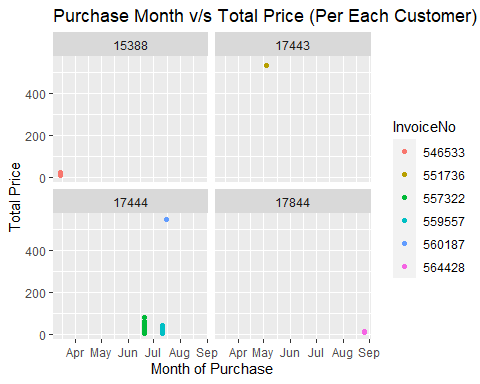 Purchase Month v/s Total Price (Per Each Customer)
15388
17443
400
200
0
17444
17844
400
200
0
Apr May Jun Jul Aug Sep
Apr May Jun Jul Aug Sep
Month of Purchase
Total Price
InvoiceNo
546533
551736
557322
559557
560187
564428